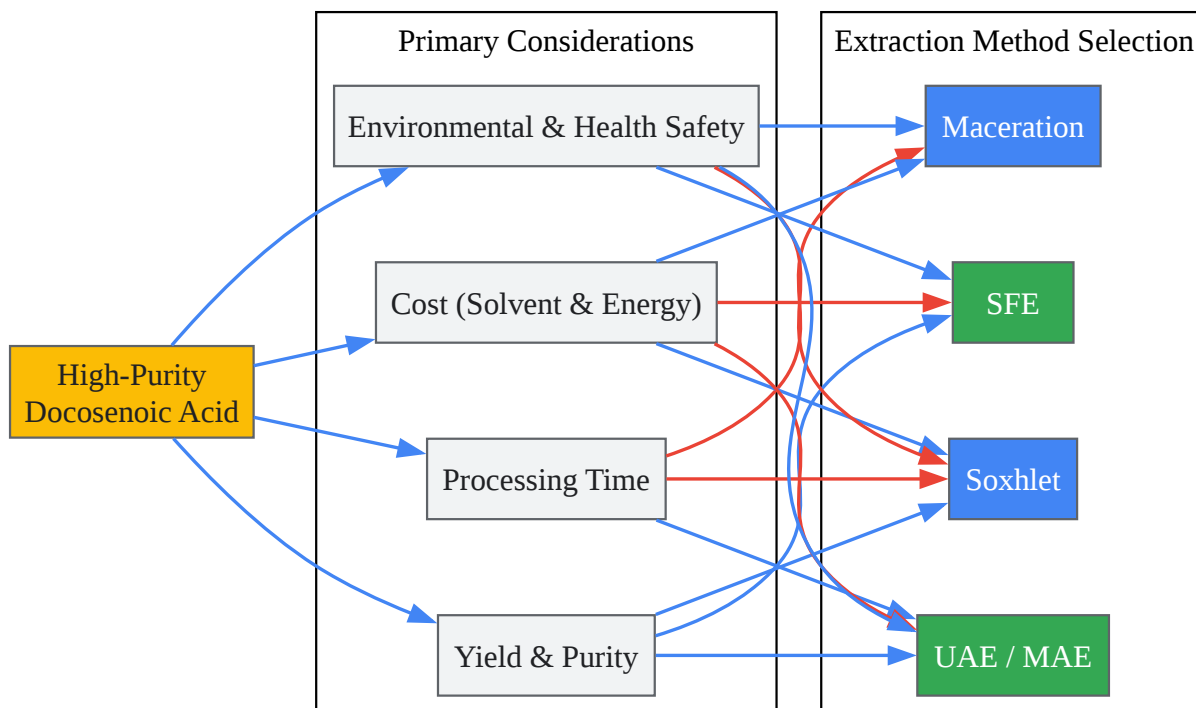 Primary Considerations
Extraction Method Selection
Environmental & Health Safety
Maceration
Cost (Solvent & Energy)
SFE
High-Purity
Docosenoic Acid
Processing Time
Soxhlet
Yield & Purity
UAE / MAE